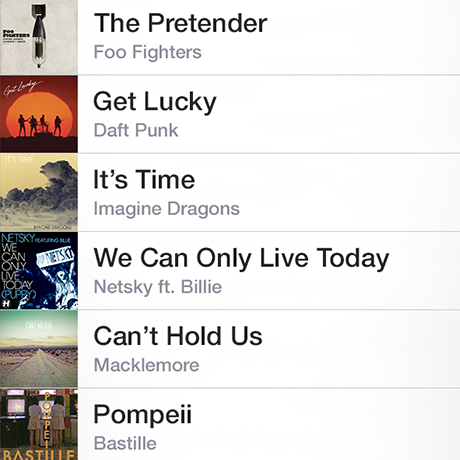 The Pretender
Foo Fighters
FOO
FIGHTERS
Get Lucky
Get Lucky
Daft Punk
IT'S TIME
IMAGINE DRAGONS
It's Time
Imagine Dragons
NETSKY FEATURING BILLIE
WE
CAN
ONLY
LIVE
TODAY
(PUPPY)
NETSKY
We Can Only Live Today
Netsky ft. Billie
CAN'T HOLD US
Can't Hold Us
Macklemore
POMPEII
BASTILLE
Pompeii
Bastille